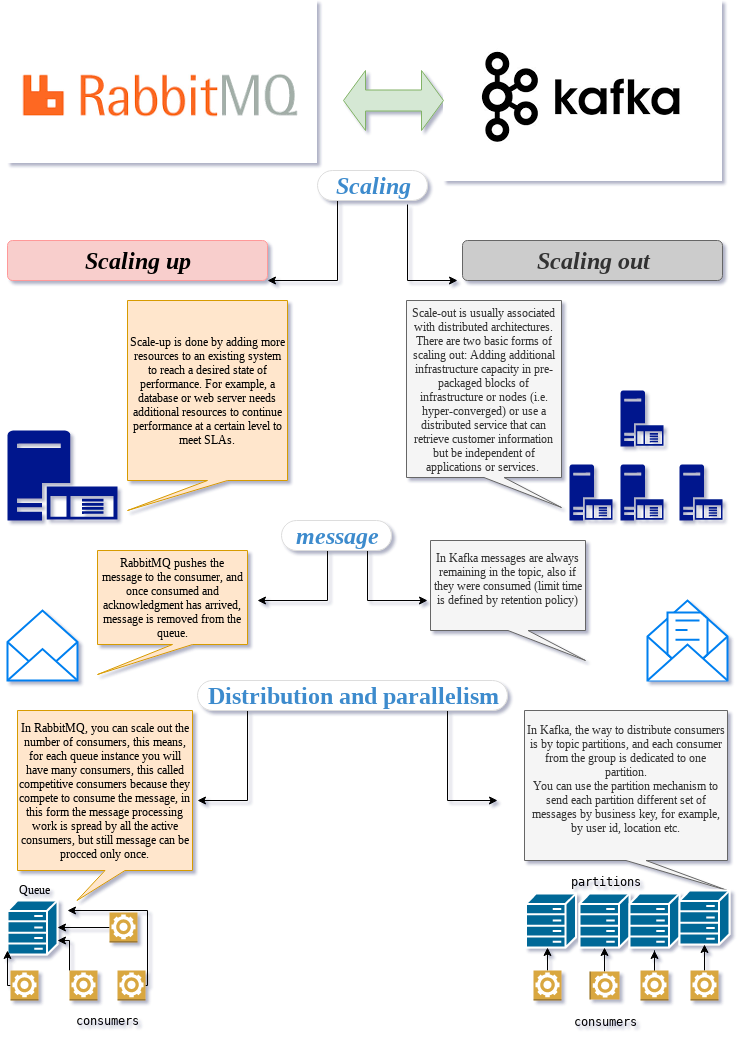 RabbitMQ
kafka
Scaling
Scaling up
Scaling out
Scale-up is done by adding more
resources to an existing system
to reach a desired state of
performance. For example, a
database or web server needs
additional resources to continue
performance at a certain level to
meet SLAs.
Scale-out is usually associated
with distributed architectures.
There are two basic forms of
scaling out: Adding additional
infrastructure capacity in pre-
packaged blocks of
infrastructure or nodes (i.e.
hyper-converged) or use a
distributed service that can
retrieve customer information
but be independent of
applications or services.
message
RabbitMQ pushes the
message to the consumer, and
once consumed and
acknowledgment has arrived,
message is removed from the
queue.
In Kafka messages are always
remaining in the topic, also if
they were consumed (limit time
is defined by retention policy)
Distribution and parallelism
In RabbitMQ, you can scale out the
number of consumers, this means,
for each queue instance you will
have many consumers, this called
competitive consumers because they
compete to consume the message, in
this form the message processing
work is spread by all the active
consumers, but still message can be
procced only once.
In Kafka, the way to distribute consumers
is by topic partitions, and each consumer
from the group is dedicated to one
partition.
You can use the partition mechanism to
send each partition different set of
messages by business key, for example,
by user id, location etc.
Queue
consumers
partitions
consumers